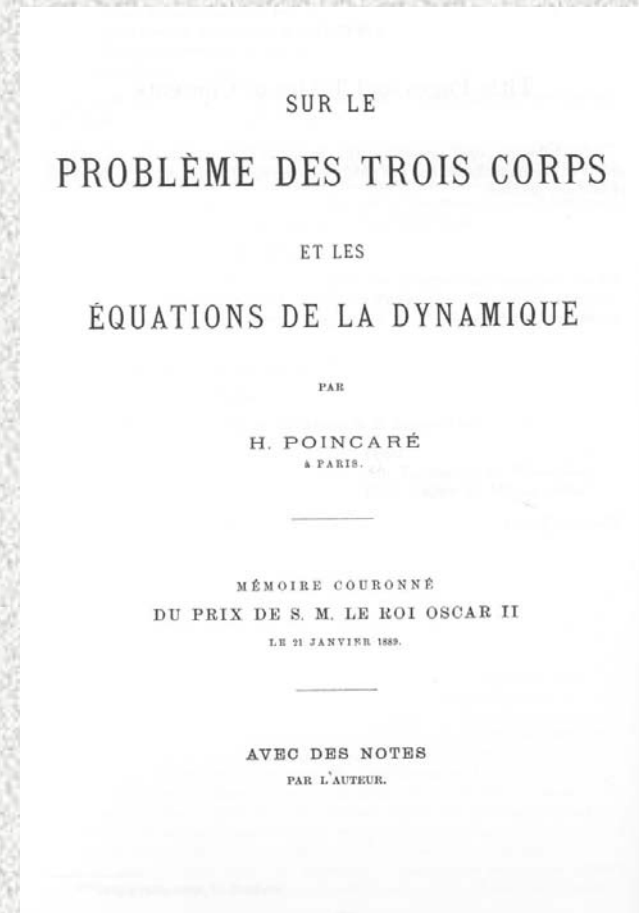 SUR LE
PROBLÈME DES TROIS CORPS
ET LES
ÉQUATIONS DE LA DYNAMIQUE
PAR
H. POINCARÉ
à PARIS.
MÉMOIRE COURONNÉ
DU PRIX DE S. M. LE ROI OSCAR II
LE 21 JANVIER 1889.
AVEC DES NOTES
PAR L'AUTEUR.